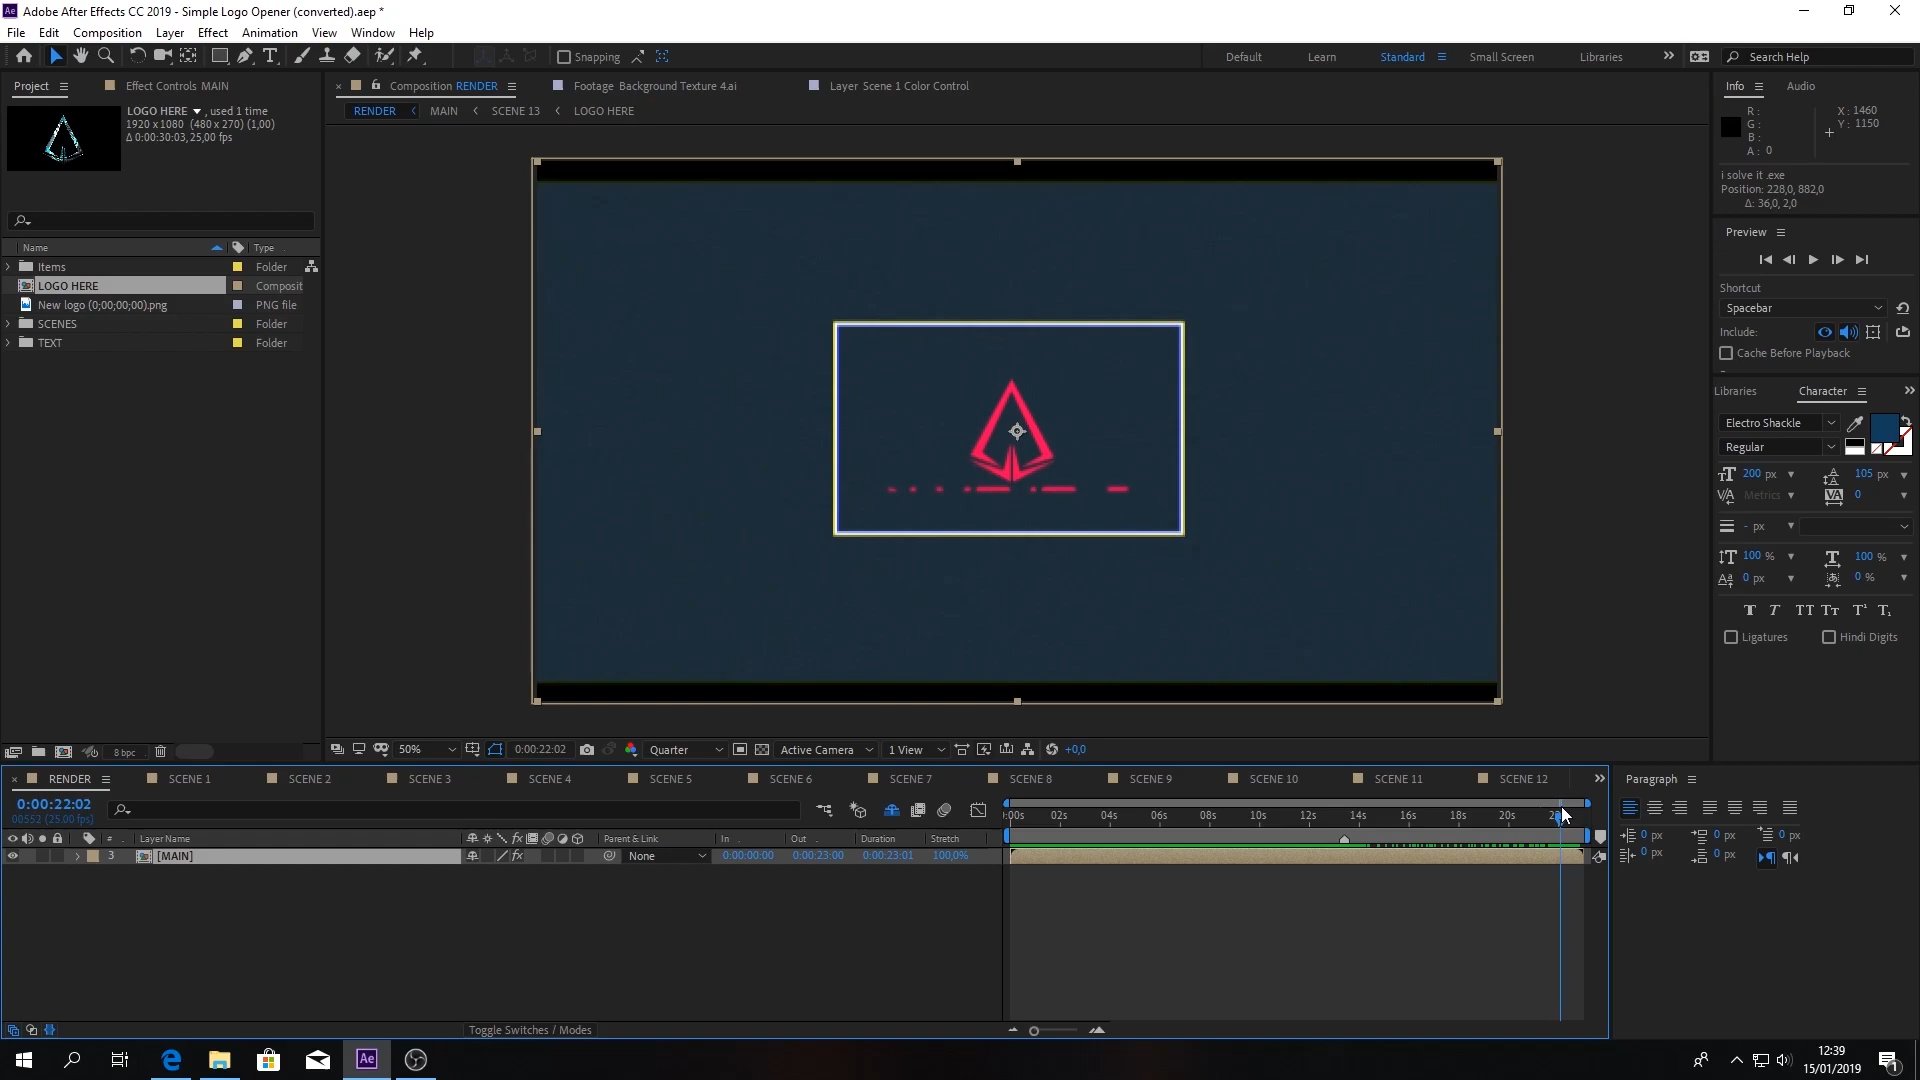 Adobe After Effects CC 2019 - Simple Logo Opener (converted).aep *
File Edit Composition Layer Effect Animation View Window Help
Snapping
Default Learn Standard Small Screen Libraries
Search Help
Project
Effect Controls MAIN
LOGO HERE , used 1 time
1920 x 1080 (480 x 270) (1,00)
Δ 0:00:30:03, 25,00 fps
Name Type
Items Folder
LOGO HERE Composit
New logo (0;00;00;00).png PNG file
SCENES Folder
TEXT Folder
8 bpc
Composition RENDER
Footage Background Texture 4.ai
Layer Scene 1 Color Control
RENDER MAIN SCENE 13 LOGO HERE
50% 0:00:22:02 Quarter Active Camera 1 View +0,0
Info Audio
R :
G :
B :
A : 0
X : 1460
Y : 1150
i solve it .exe
Position: 228,0, 882,0
Δ: 36,0, 2,0
Preview
Shortcut
Spacebar
Include:
Cache Before Playback
Libraries Character
Electro Shackle
Regular
200 px 105 px
Metrics 0
- px
100 % 100 %
0 px 0 %
Ligatures Hindi Digits
RENDER SCENE 1 SCENE 2 SCENE 3 SCENE 4 SCENE 5 SCENE 6 SCENE 7 SCENE 8 SCENE 9 SCENE 10 SCENE 11 SCENE 12
0:00:22:02
00552 (25.00 fps)
# Layer Name Parent & Link In Out Duration Stretch
3 [MAIN] None 0:00:00:00 0:00:23:00 0:00:23:01 100,0%
:00s 02s 04s 06s 08s 10s 12s 14s 16s 18s 20s
Toggle Switches / Modes
Paragraph
0 px 0 px 0 px
0 px 0 px
Ae
12:39
15/01/2019
1